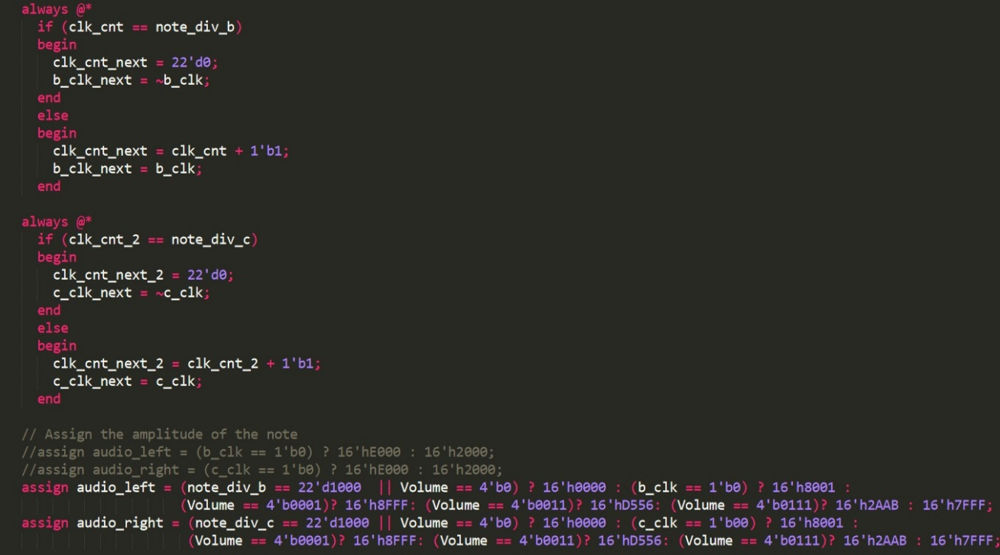 always @*
if (clk_cnt == note_div_b)
begin
clk_cnt_next = 22'd0;
b_clk_next = ~b_clk;
end
else
begin
clk_cnt_next = clk_cnt + 1'b1;
b_clk_next = b_clk;
end
always @*
if (clk_cnt_2 == note_div_c)
begin
clk_cnt_next_2 = 22'd0;
c_clk_next = ~c_clk;
end
else
begin
clk_cnt_next_2 = clk_cnt_2 + 1'b1;
c_clk_next = c_clk;
end
// Assign the amplitude of the note
//assign audio_left = (b_clk == 1'b0) ? 16'hE000 : 16'h2000;
//assign audio_right = (c_clk == 1'b0) ? 16'hE000 : 16'h2000;
assign audio_left = (note_div_b == 22'd1000  || Volume == 4'b0) ? 16'h0000 : (b_clk == 1'b0) ? 16'h8001 :
(Volume == 4'b0001)? 16'h8FFF: (Volume == 4'b0011)? 16'hD556: (Volume == 4'b0111)? 16'h2AAB : 16'h7FFF;
assign audio_right = (note_div_c == 22'd1000 || Volume == 4'b0) ? 16'h0000 : (c_clk == 1'b00) ? 16'h8001 :
(Volume == 4'b0001)? 16'h8FFF: (Volume == 4'b0011)? 16'hD556: (Volume == 4'b0111)? 16'h2AAB : 16'h7FFF;